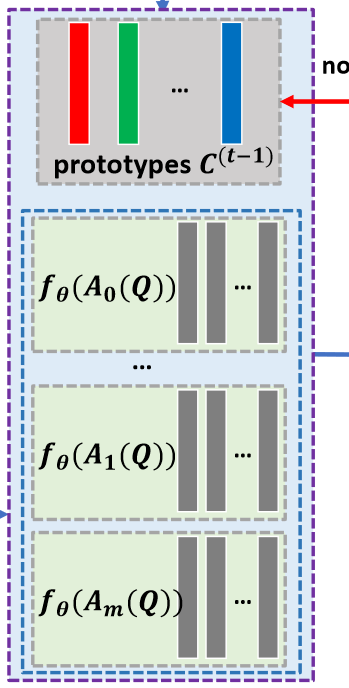 ...
no
prototypes C^(t−1)
f_θ(A_0(Q)) ...
...
f_θ(A_1(Q)) ...
f_θ(A_m(Q)) ...